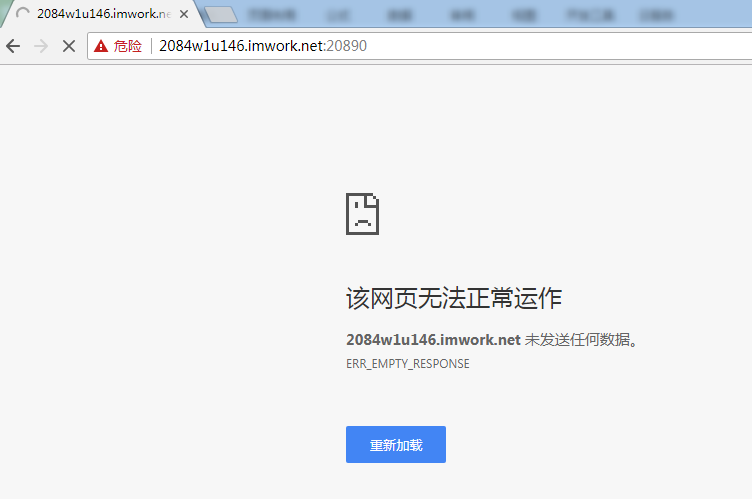 2084w1u146.imwork.ne
危险 2084w1u146.imwork.net:20890
该网页无法正常运作
2084w1u146.imwork.net 未发送任何数据。
ERR_EMPTY_RESPONSE
重新加载